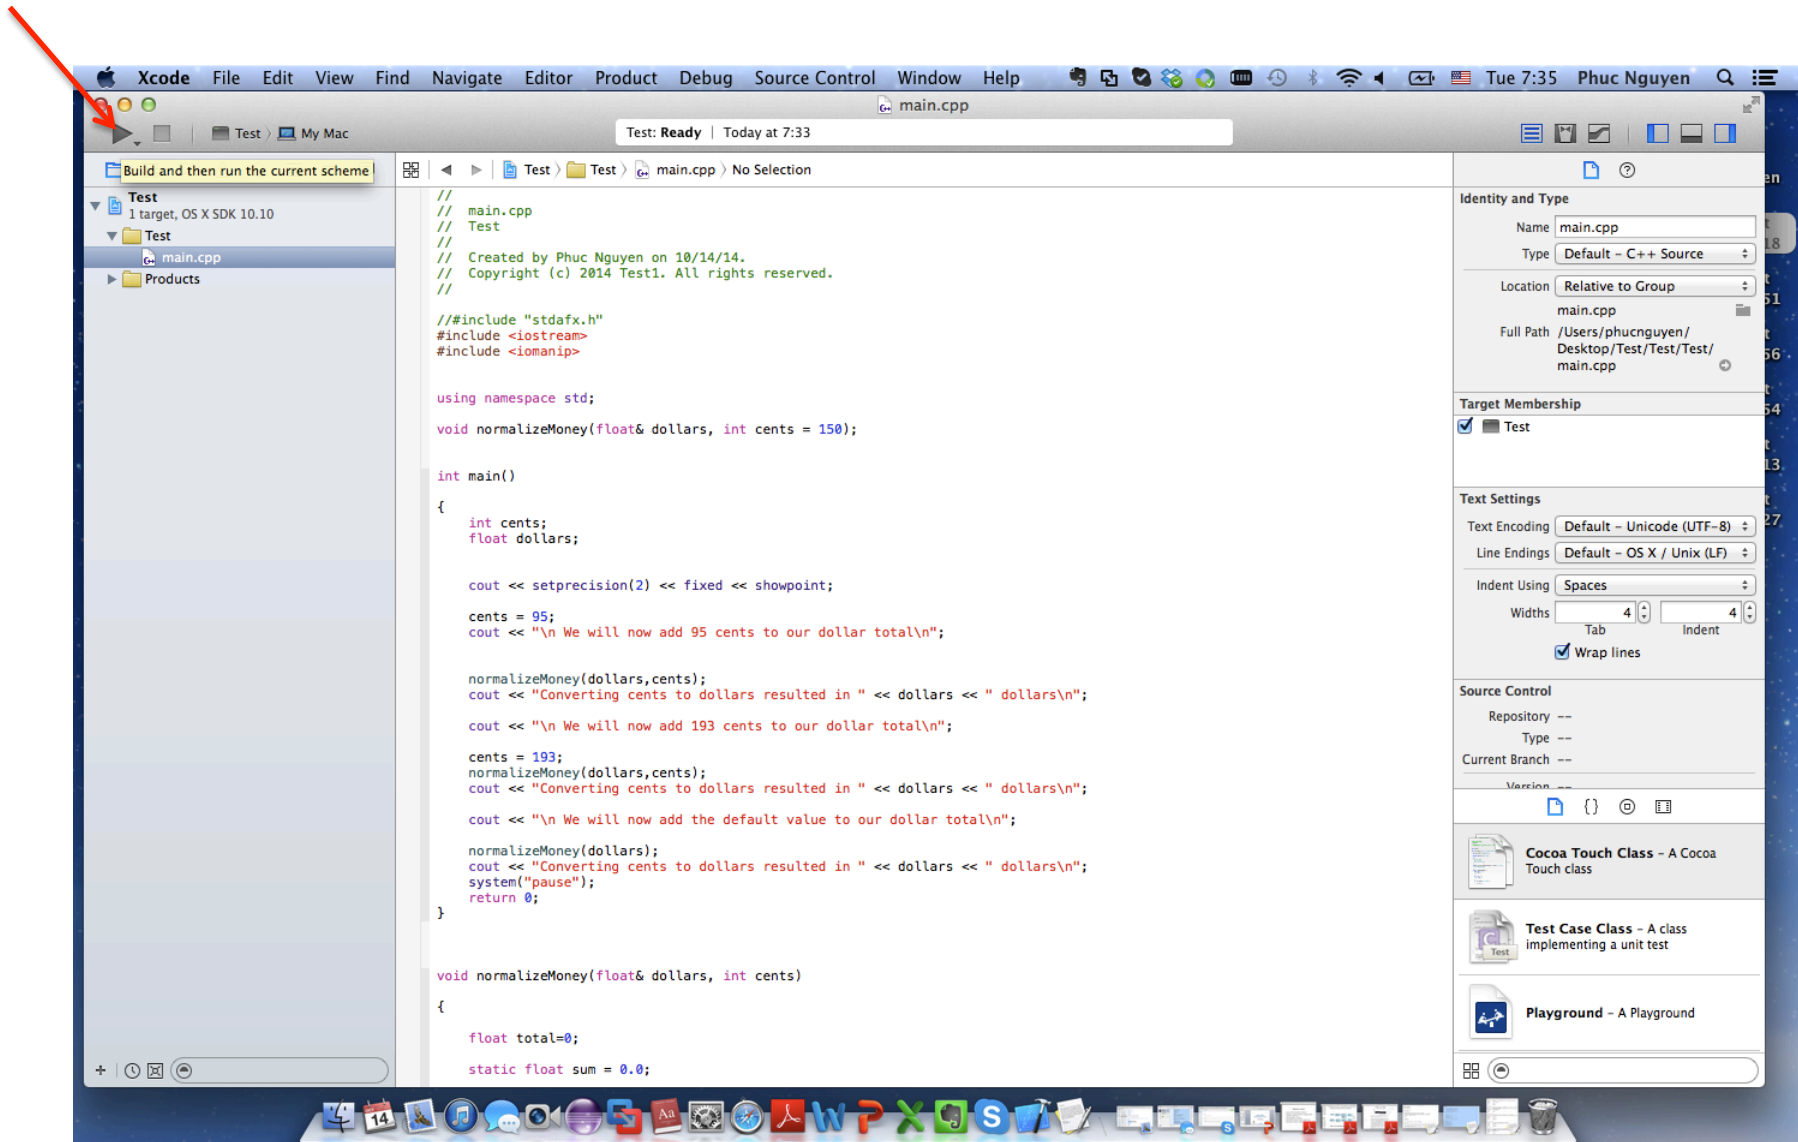 Xcode File Edit View Find Navigate Editor Product Debug Source Control Window Help Tue 7:35 Phuc Nguyen
main.cpp
Test 〉 My Mac
Test: Ready | Today at 7:33
Build and then run the current scheme
Test 〉 Test 〉 main.cpp 〉 No Selection
Test
1 target, OS X SDK 10.10
Test
main.cpp
Products
//
// main.cpp
// Test
//
// Created by Phuc Nguyen on 10/14/14.
// Copyright (c) 2014 Test1. All rights reserved.
//
//#include "stdafx.h"
#include <iostream>
#include <iomanip>
using namespace std;
void normalizeMoney(float& dollars, int cents = 150);
int main()
{
int cents;
float dollars;
cout << setprecision(2) << fixed << showpoint;
cents = 95;
cout << "\n We will now add 95 cents to our dollar total\n";
normalizeMoney(dollars,cents);
cout << "Converting cents to dollars resulted in " << dollars << " dollars\n";
cout << "\n We will now add 193 cents to our dollar total\n";
cents = 193;
normalizeMoney(dollars,cents);
cout << "Converting cents to dollars resulted in " << dollars << " dollars\n";
cout << "\n We will now add the default value to our dollar total\n";
normalizeMoney(dollars);
cout << "Converting cents to dollars resulted in " << dollars << " dollars\n";
system("pause");
return 0;
}
void normalizeMoney(float& dollars, int cents)
{
float total=0;
static float sum = 0.0;
Identity and Type
Name main.cpp
Type Default - C++ Source
Location Relative to Group
main.cpp
Full Path /Users/phucnguyen/
Desktop/Test/Test/Test/
main.cpp
Target Membership
Test
Text Settings
Text Encoding Default - Unicode (UTF-8)
Line Endings Default - OS X / Unix (LF)
Indent Using Spaces
Widths 4 4
Tab Indent
Wrap lines
Source Control
Repository --
Type --
Current Branch --
Version --
{}
Cocoa Touch Class - A Cocoa
Touch class
Test Case Class - A class
implementing a unit test
Test
Playground - A Playground
en
t
18
t
51
t
56
t
54
t
13
t
27
14
Aa